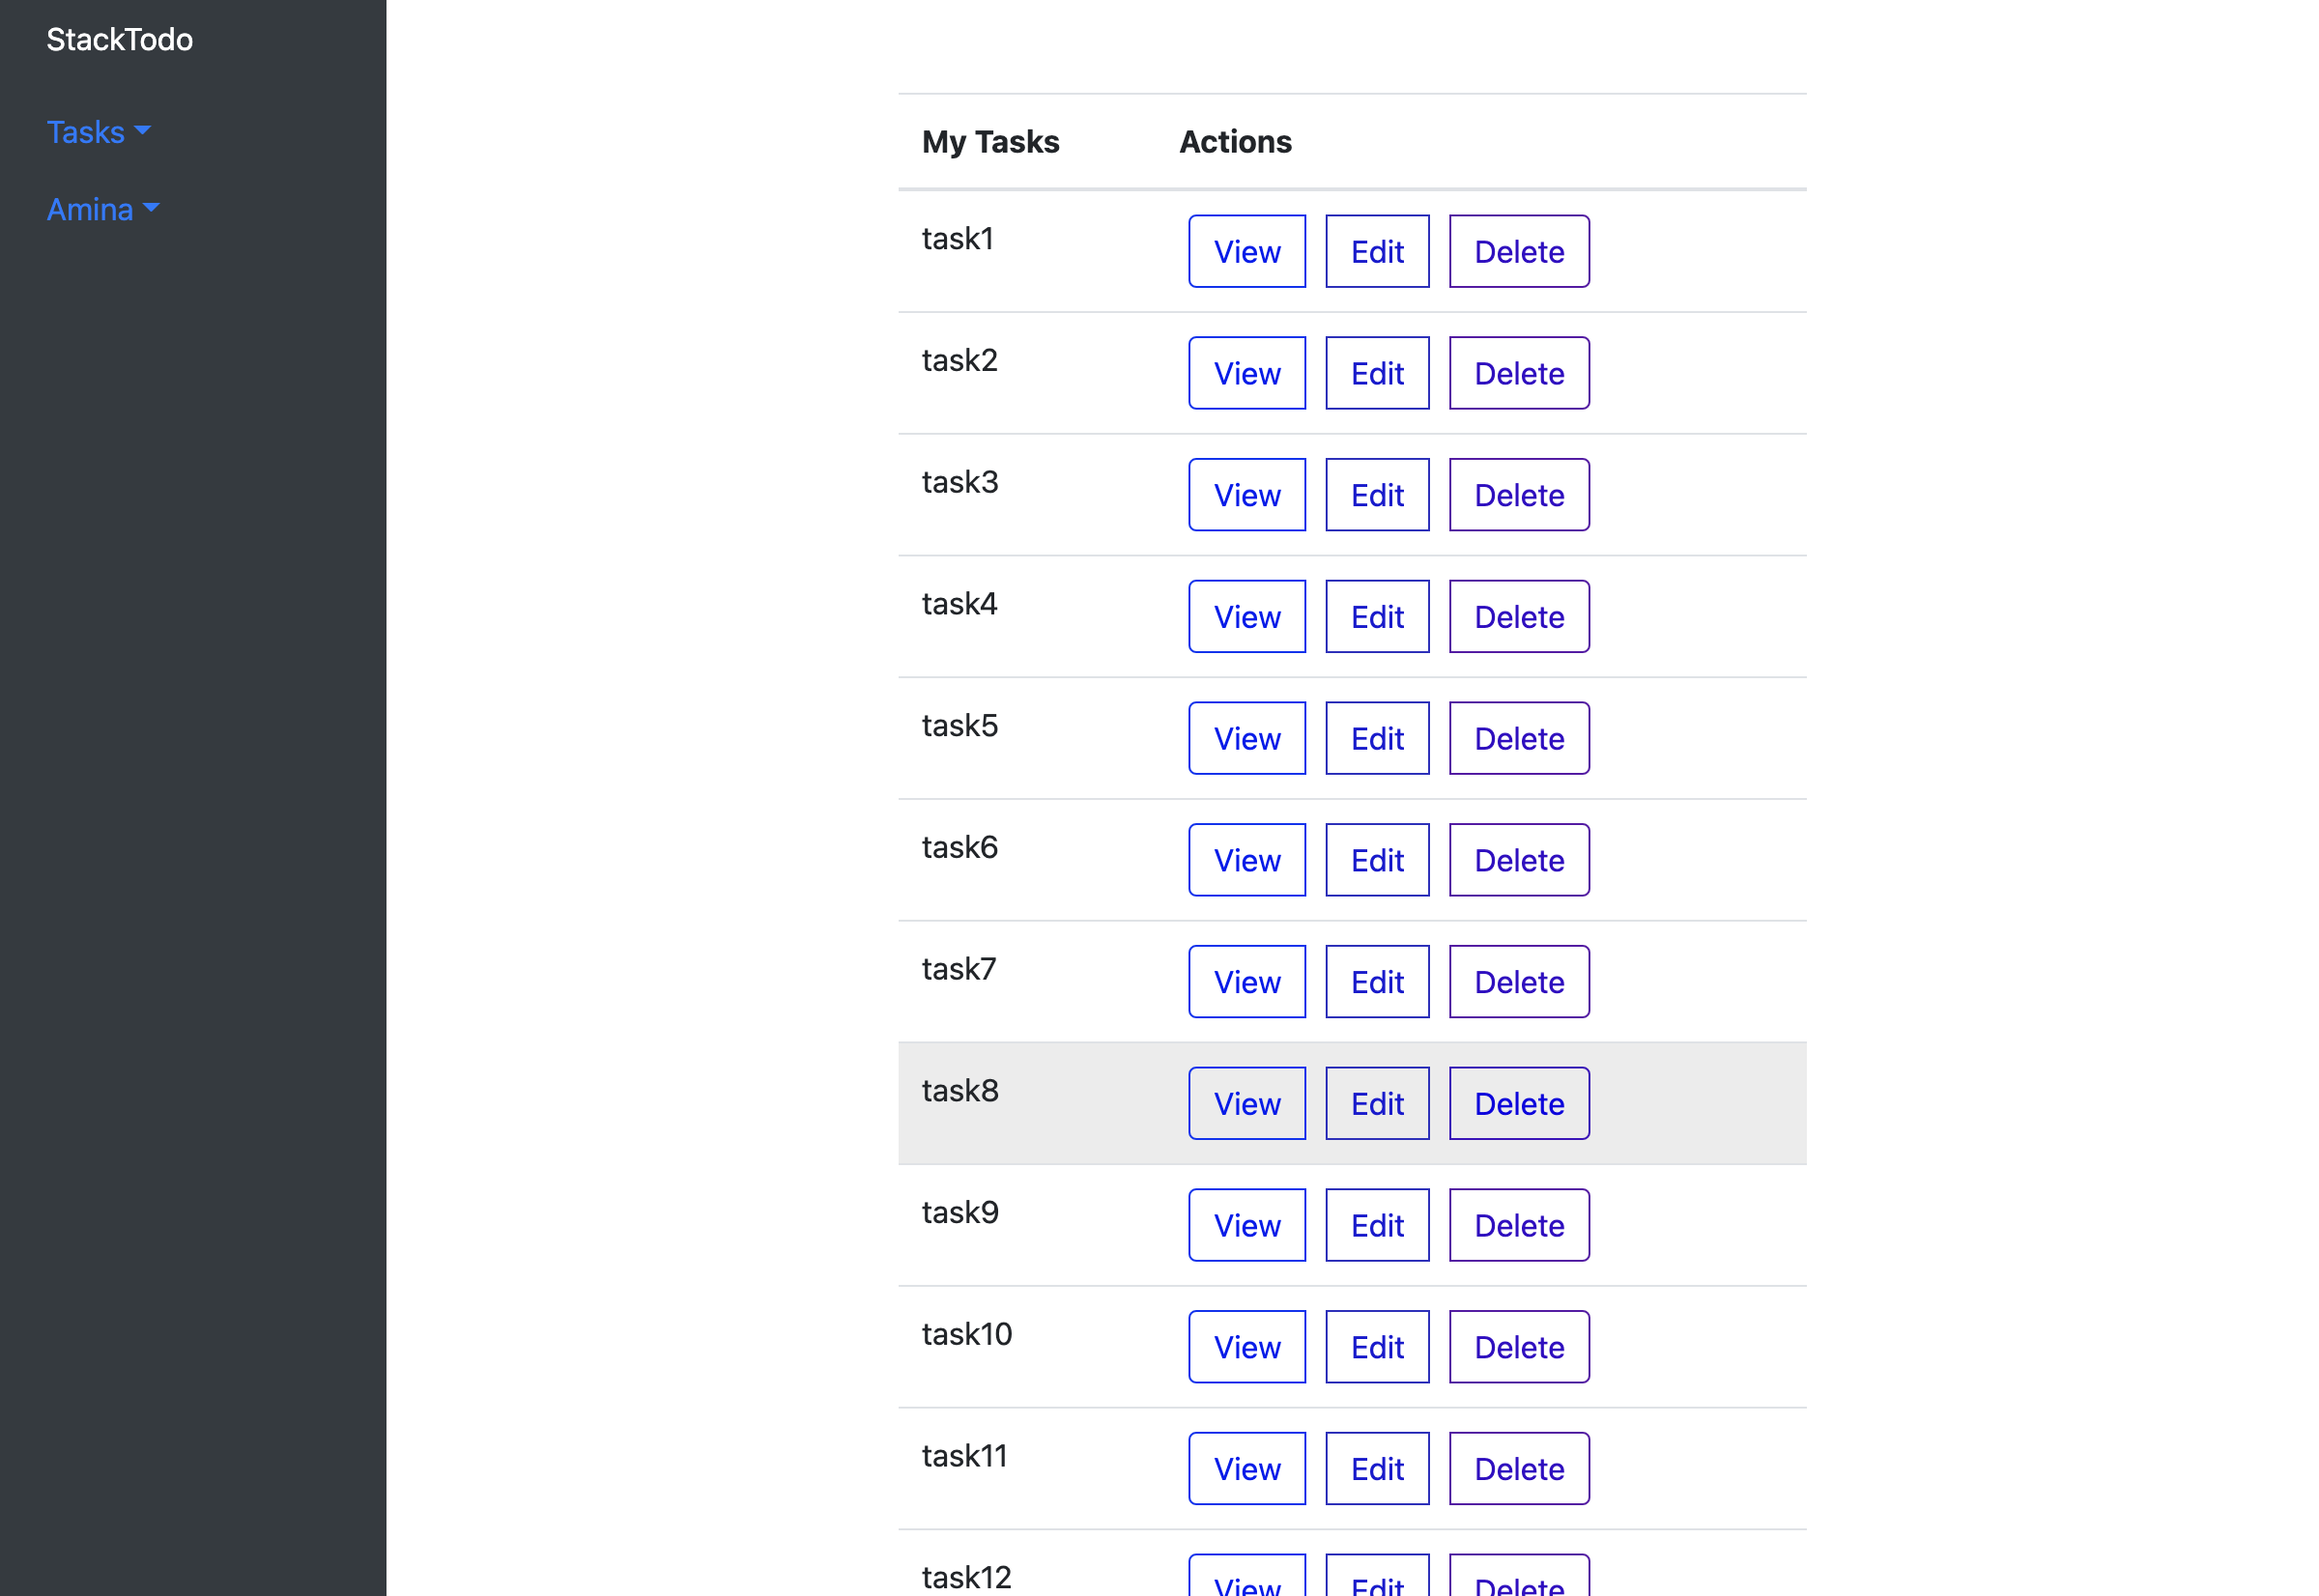 StackTodo
Tasks
Amina
My Tasks Actions
task1 View Edit Delete
task2 View Edit Delete
task3 View Edit Delete
task4 View Edit Delete
task5 View Edit Delete
task6 View Edit Delete
task7 View Edit Delete
task8 View Edit Delete
task9 View Edit Delete
task10 View Edit Delete
task11 View Edit Delete
task12 View Edit Delete